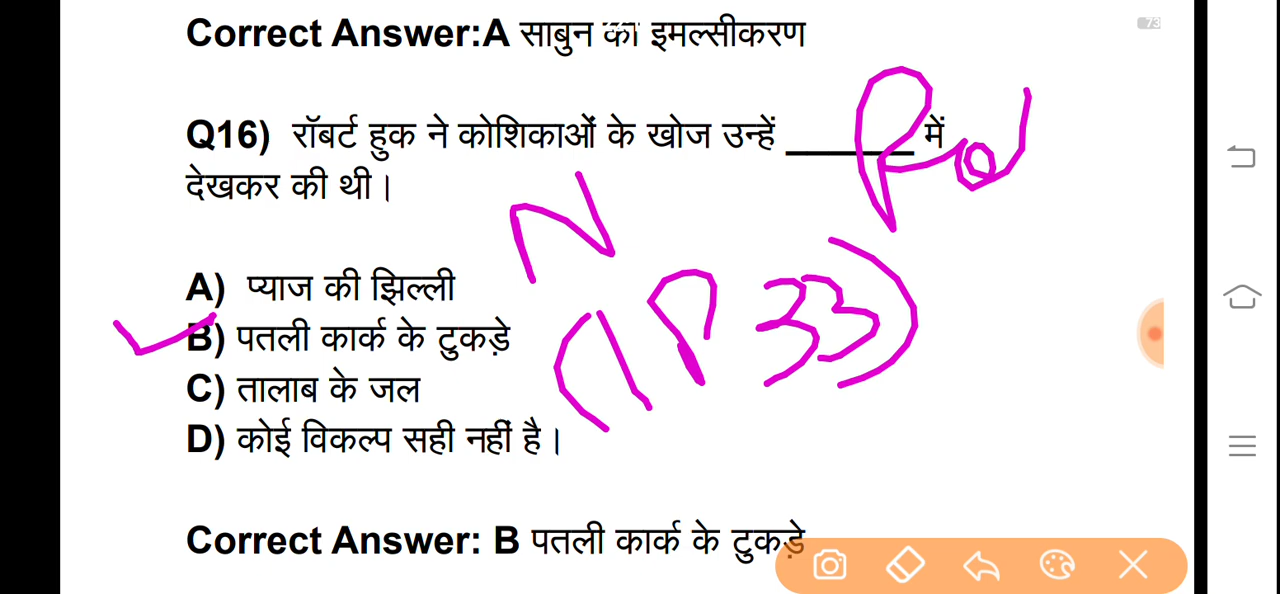 73
Correct Answer:A साबुन का इमल्सीकरण
Q16) रॉबर्ट हुक ने कोशिकाओं के खोज उन्हें ______ में
देखकर की थी।
A) प्याज की झिल्ली
B) पतली कार्क के टुकड़े
C) तालाब के जल
D) कोई विकल्प सही नहीं है।
Correct Answer: B पतली कार्क के टुकड़े